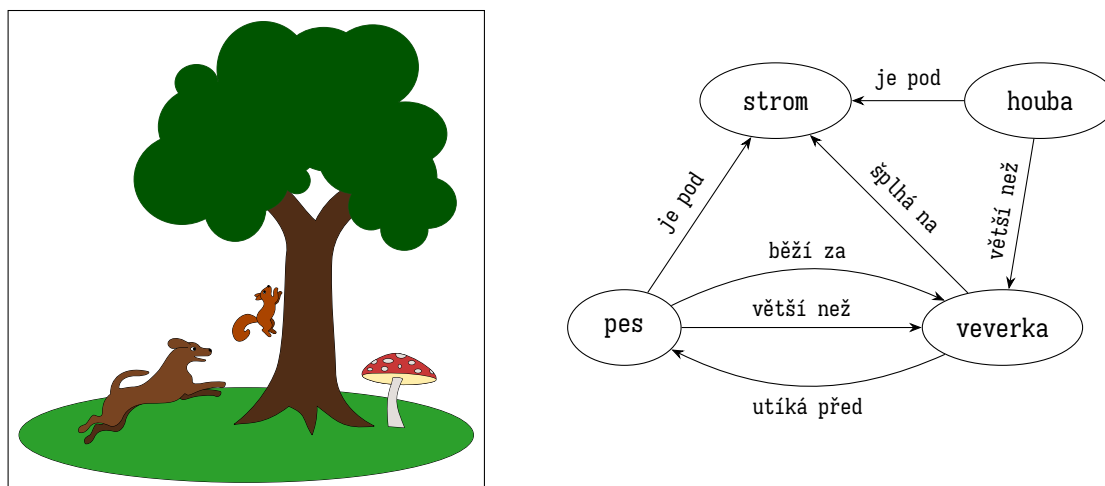 je pod
strom
houba
je pod
šplhá na
větší než
běží za
větší než
pes
veverka
utíká před